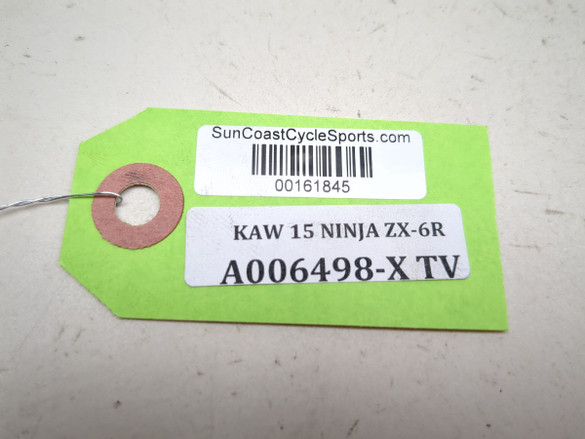 SunCoastCycleSports.com
00161845
KAW 15 NINJA ZX-6R
A006498-X TV